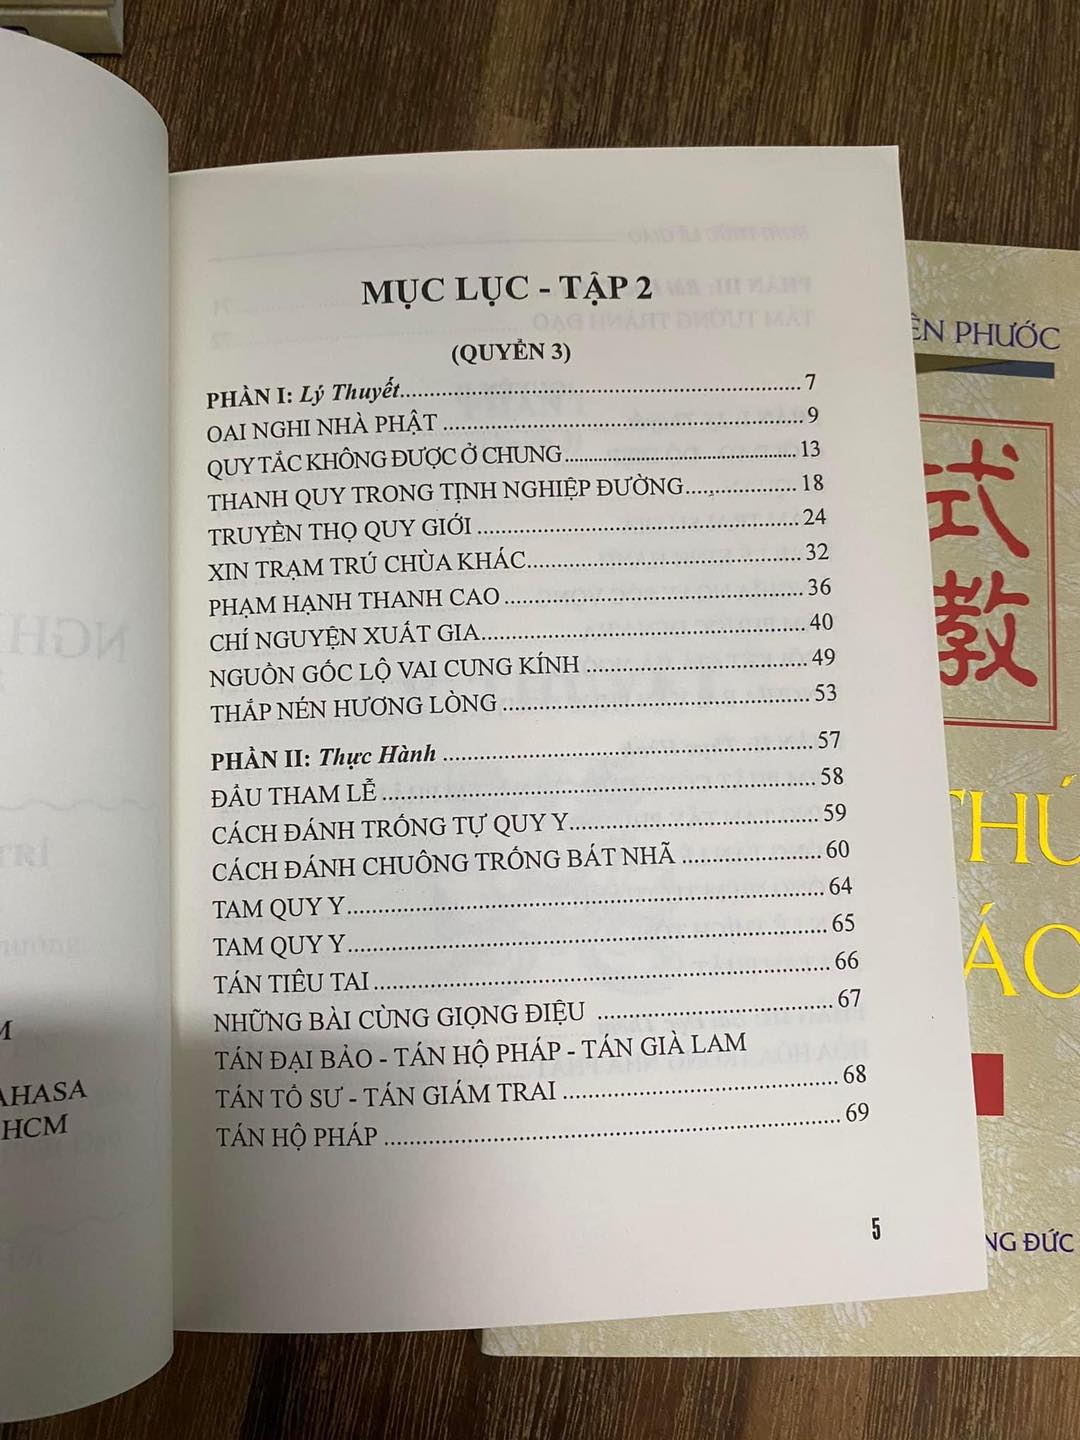 MỤC LỤC - TẬP 2
(QUYỂN 3)
PHẦN I: Lý Thuyết.......... 7
OAI NGHI NHÀ PHẬT .......... 9
QUY TẮC KHÔNG ĐƯỢC Ở CHUNG.......... 13
THANH QUY TRONG TỊNH NGHIỆP ĐƯỜNG.......... 18
TRUYỀN THỌ QUY GIỚI .......... 24
XIN TRẠM TRÚ CHÙA KHÁC.......... 32
PHẠM HẠNH THANH CAO .......... 36
CHÍ NGUYỆN XUẤT GIA.......... 40
NGUỒN GỐC LỘ VAI CUNG KÍNH .......... 49
THẮP NÉN HƯƠNG LÒNG .......... 53
PHẦN II: Thực Hành .......... 57
ĐẦU THAM LỄ .......... 58
CÁCH ĐÁNH TRỐNG TỰ QUY Y.......... 59
CÁCH ĐÁNH CHUÔNG TRỐNG BÁT NHÃ .......... 60
TAM QUY Y.......... 64
TAM QUY Y.......... 65
TÁN TIÊU TAI .......... 66
NHỮNG BÀI CÙNG GIỌNG ĐIỆU .......... 67
TÁN ĐẠI BẢO - TÁN HỘ PHÁP - TÁN GIÀ LAM
TÁN TỔ SƯ - TÁN GIÁM TRAI .......... 68
TÁN HỘ PHÁP .......... 69
5
ÊN PHƯỚC
式
教
THỨ
ÁO
NG ĐỨC
M
AHASA
HCM